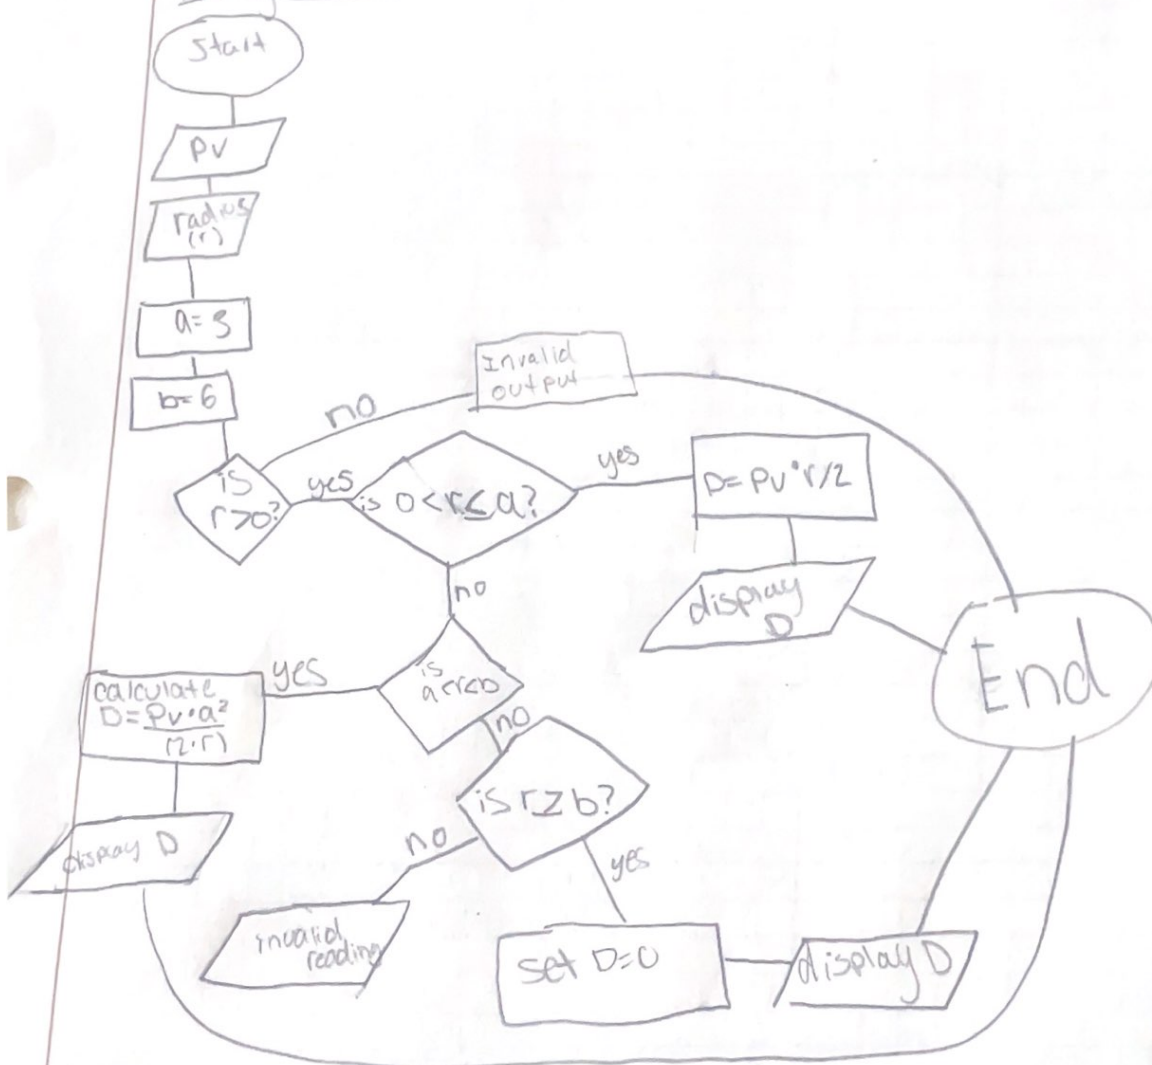 Start
PV
radius
(r)
a=3
b=6
is
r>0?
no
Invalid
output
yes
is 0<r≤a?
yes
D=PV*r/2
display
D
no
is
a<r<b
yes
calculate
D=PV•a²
(2•r)
display D
no
is r≥b?
no
invalid
reading
yes
set D=0
display D
End